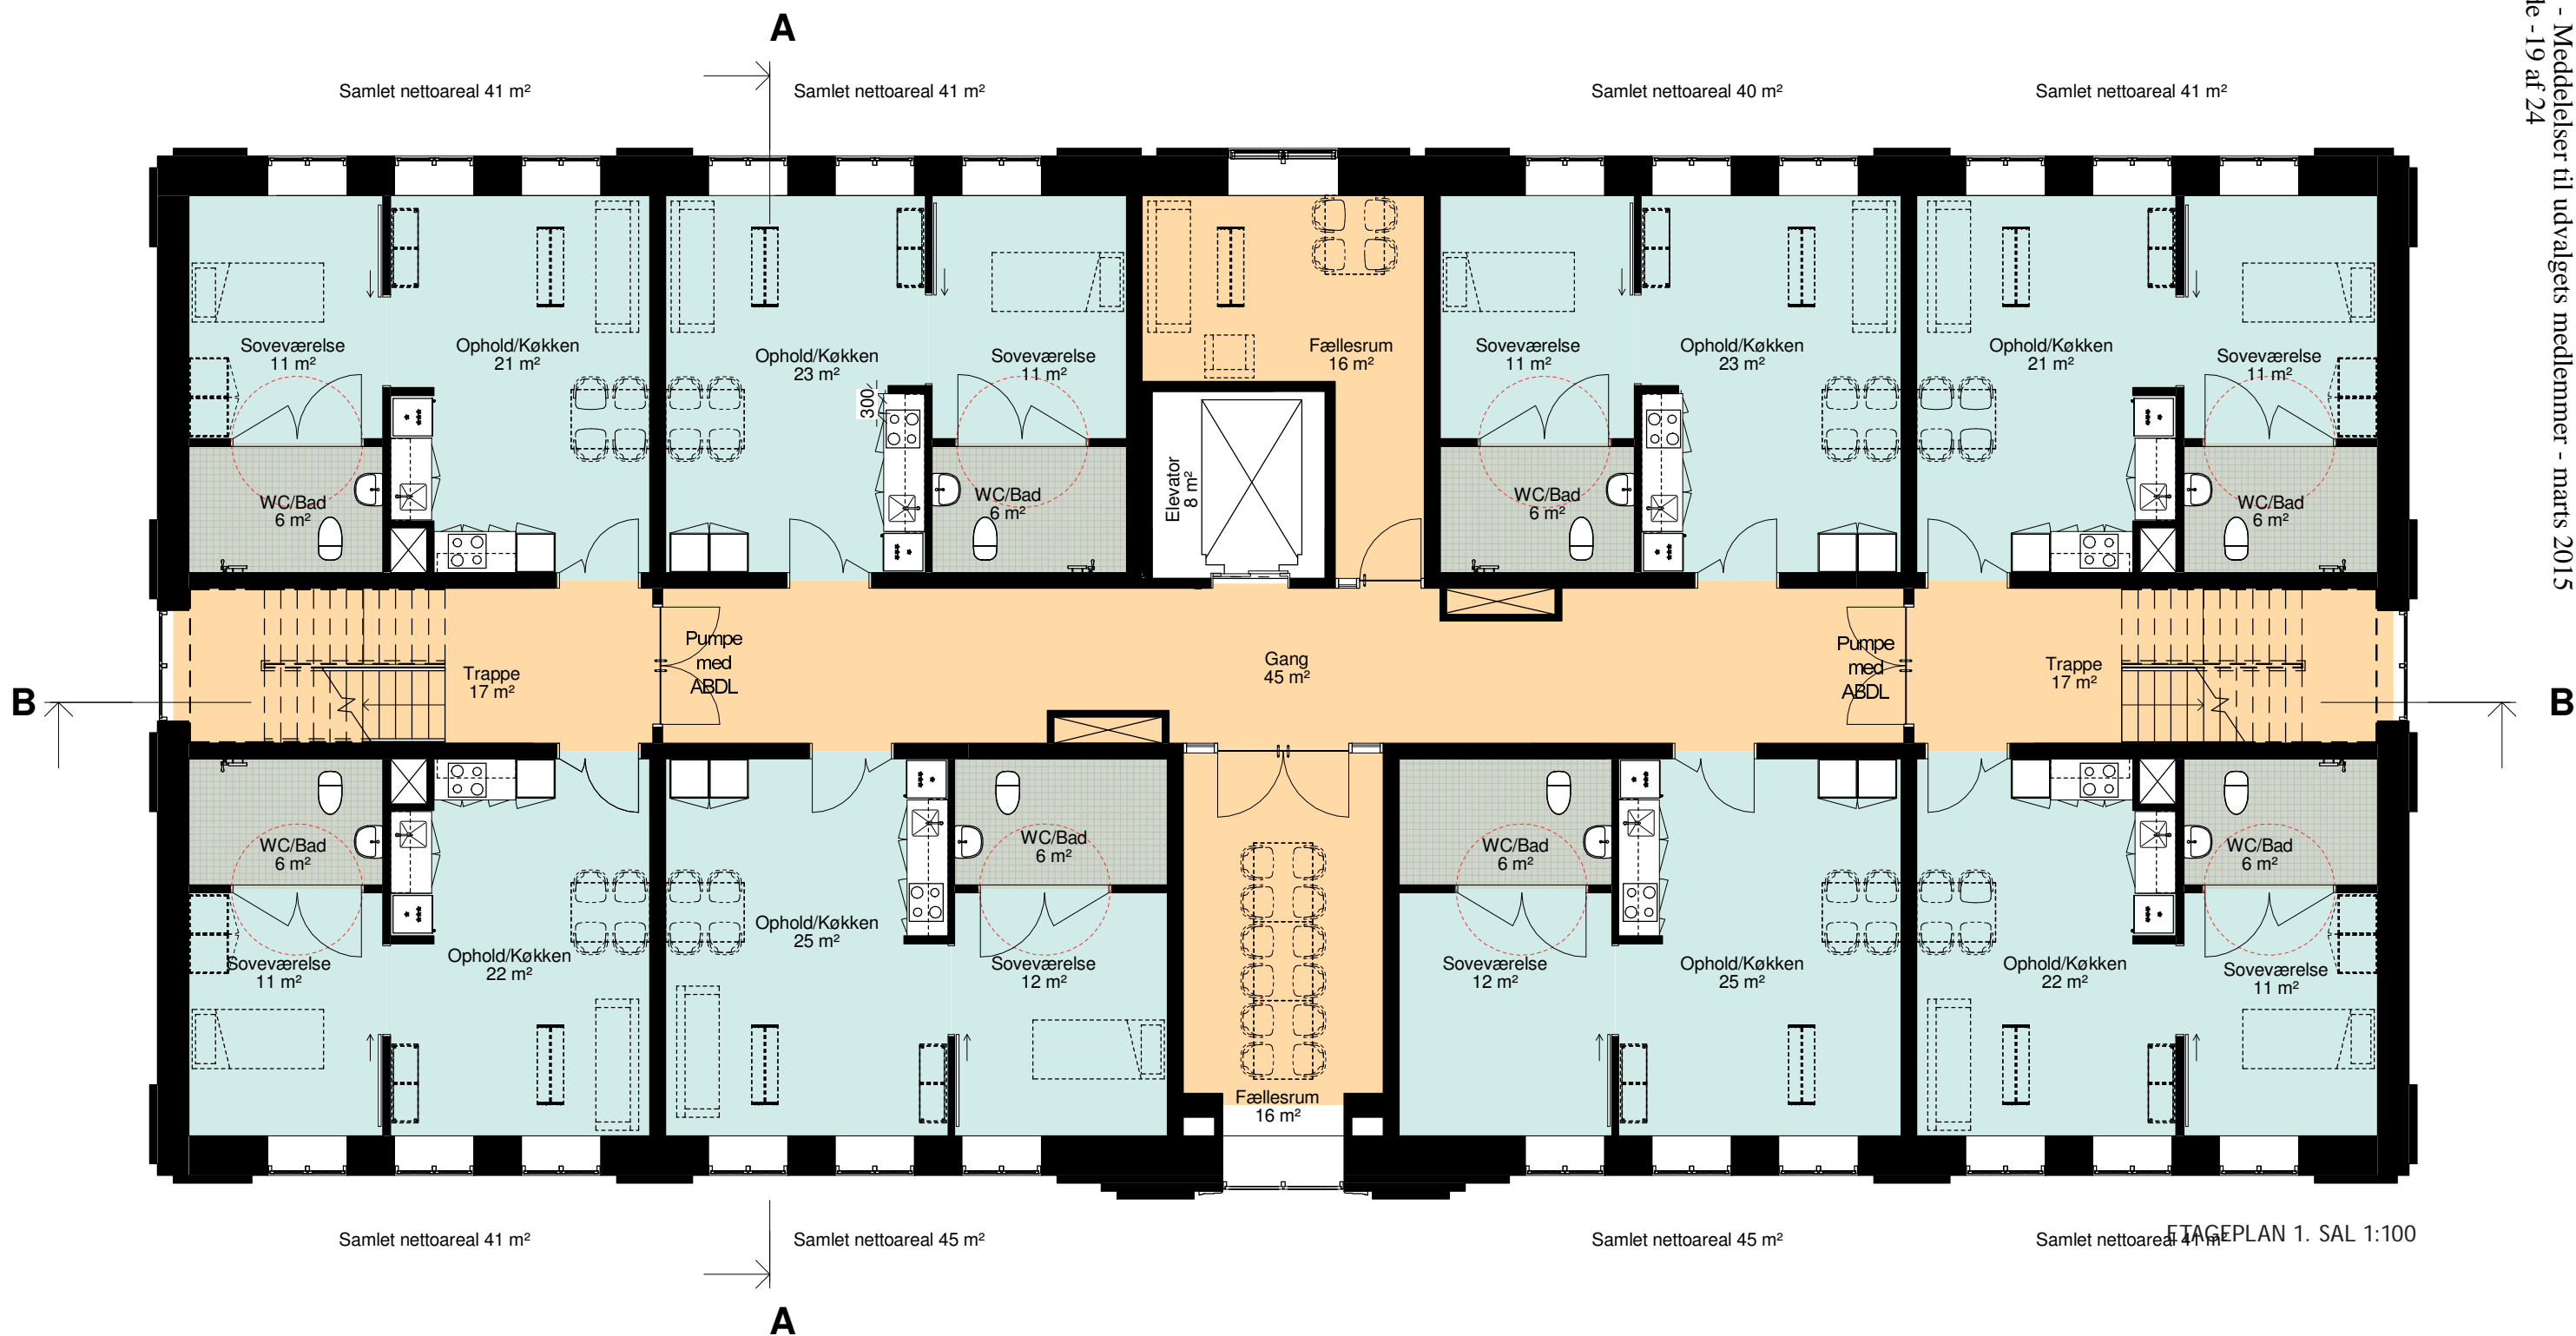 A
- Meddelelser til udvalgets medlemmer - marts 2015
de -19 af 24
Samlet nettoareal 41 m²
Samlet nettoareal 41 m²
Samlet nettoareal 40 m²
Samlet nettoareal 41 m²
Soveværelse
11 m²
Ophold/Køkken
21 m²
Ophold/Køkken
23 m²
Soveværelse
11 m²
Fællesrum
16 m²
Soveværelse
11 m²
Ophold/Køkken
23 m²
Ophold/Køkken
21 m²
Soveværelse
11 m²
300
WC/Bad
6 m²
WC/Bad
6 m²
Elevator
8 m²
WC/Bad
6 m²
WC/Bad
6 m²
Trappe
17 m²
Pumpe
med
ABDL
Gang
45 m²
Pumpe
med
ABDL
Trappe
17 m²
B
B
WC/Bad
6 m²
WC/Bad
6 m²
WC/Bad
6 m²
WC/Bad
6 m²
Soveværelse
11 m²
Ophold/Køkken
22 m²
Ophold/Køkken
25 m²
Soveværelse
12 m²
Soveværelse
12 m²
Ophold/Køkken
25 m²
Ophold/Køkken
22 m²
Soveværelse
11 m²
Fællesrum
16 m²
Samlet nettoareal 41 m²
Samlet nettoareal 45 m²
Samlet nettoareal 45 m²
Samlet nettoareal 41 m²
ETAGEPLAN 1. SAL 1:100
A